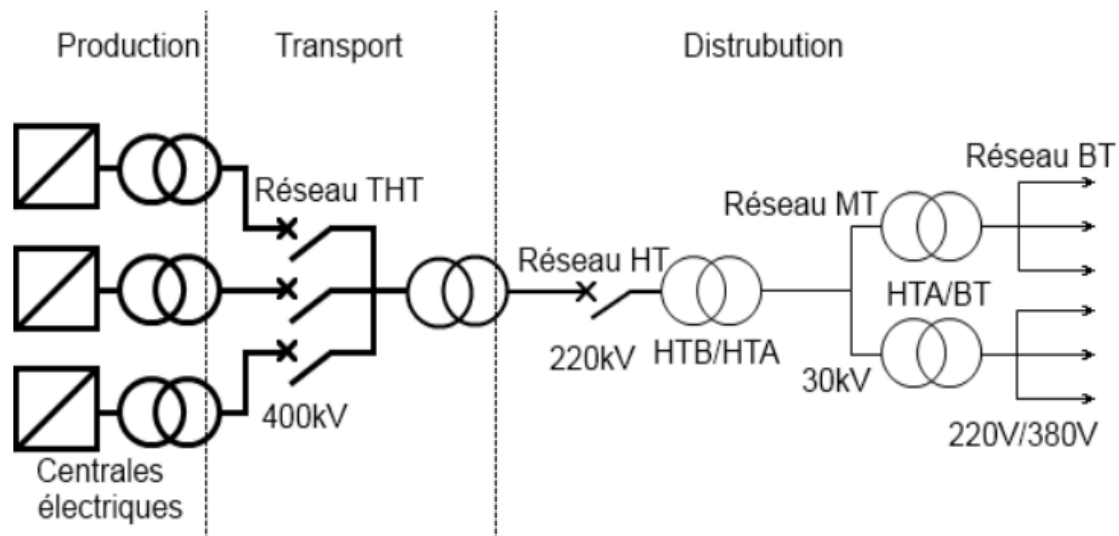 Production
Transport
Distrubution
Réseau THT
400kV
Centrales
électriques
Réseau HT
220kV
HTB/HTA
Réseau MT
30kV
HTA/BT
Réseau BT
220V/380V